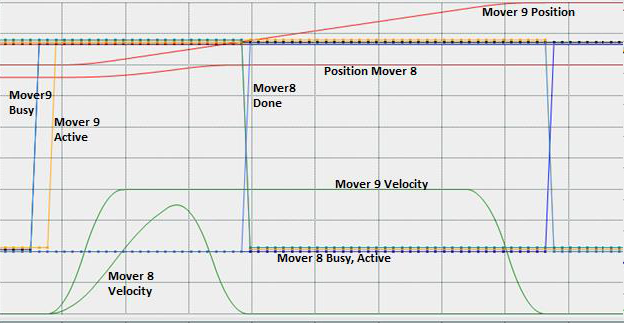 Mover 9 Position
Position Mover 8
Mover9
Busy
Mover8
Done
Mover 9
Active
Mover 9 Velocity
Mover 8 Busy, Active
Mover 8
Velocity